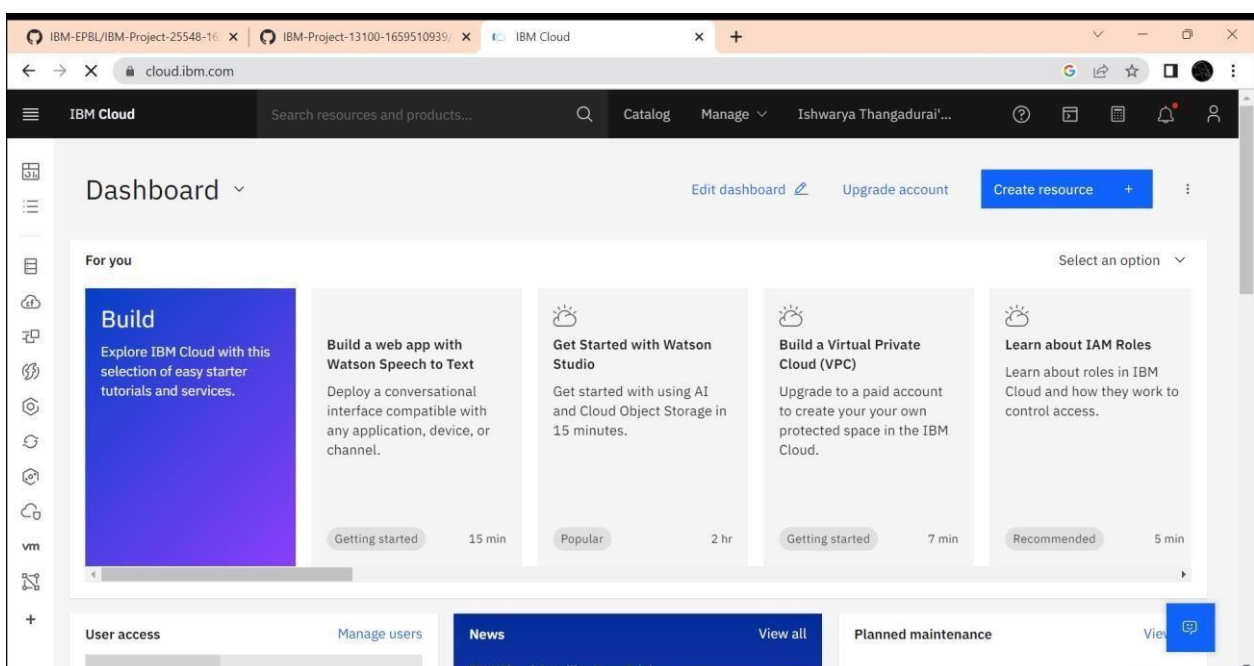 IBM-EPBL/IBM-Project-25548-16
IBM-Project-13100-1659510939/
IBM Cloud
cloud.ibm.com
IBM Cloud
Search resources and products...
Catalog
Manage
Ishwarya Thangadurai'...
Dashboard
Edit dashboard
Upgrade account
Create resource +
For you
Select an option
Build
Explore IBM Cloud with this
selection of easy starter
tutorials and services.
Build a web app with
Watson Speech to Text
Deploy a conversational
interface compatible with
any application, device, or
channel.
Getting started
15 min
Get Started with Watson
Studio
Get started with using AI
and Cloud Object Storage in
15 minutes.
Popular
2 hr
Build a Virtual Private
Cloud (VPC)
Upgrade to a paid account
to create your your own
protected space in the IBM
Cloud.
Getting started
7 min
Learn about IAM Roles
Learn about roles in IBM
Cloud and how they work to
control access.
Recommended
5 min
vm
User access
Manage users
News
View all
Planned maintenance